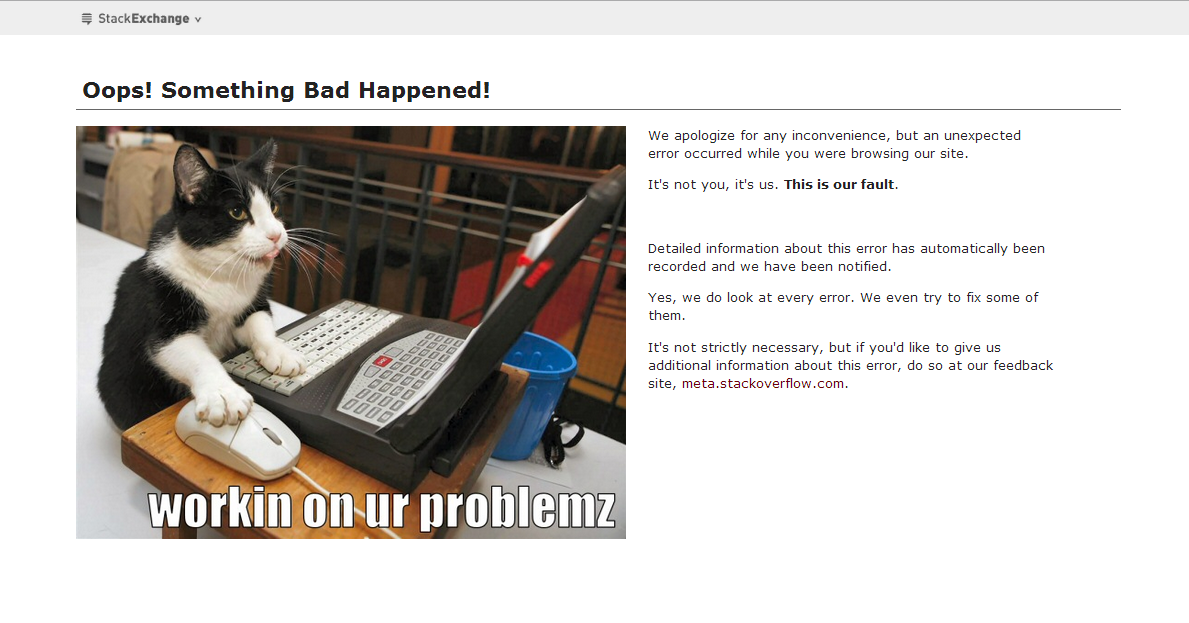 StackExchange
Oops! Something Bad Happened!
We apologize for any inconvenience, but an unexpected
error occurred while you were browsing our site.
It's not you, it's us. This is our fault.
Detailed information about this error has automatically been
recorded and we have been notified.
Yes, we do look at every error. We even try to fix some of
them.
It's not strictly necessary, but if you'd like to give us
additional information about this error, do so at our feedback
site, meta.stackoverflow.com.
workin on ur problemz